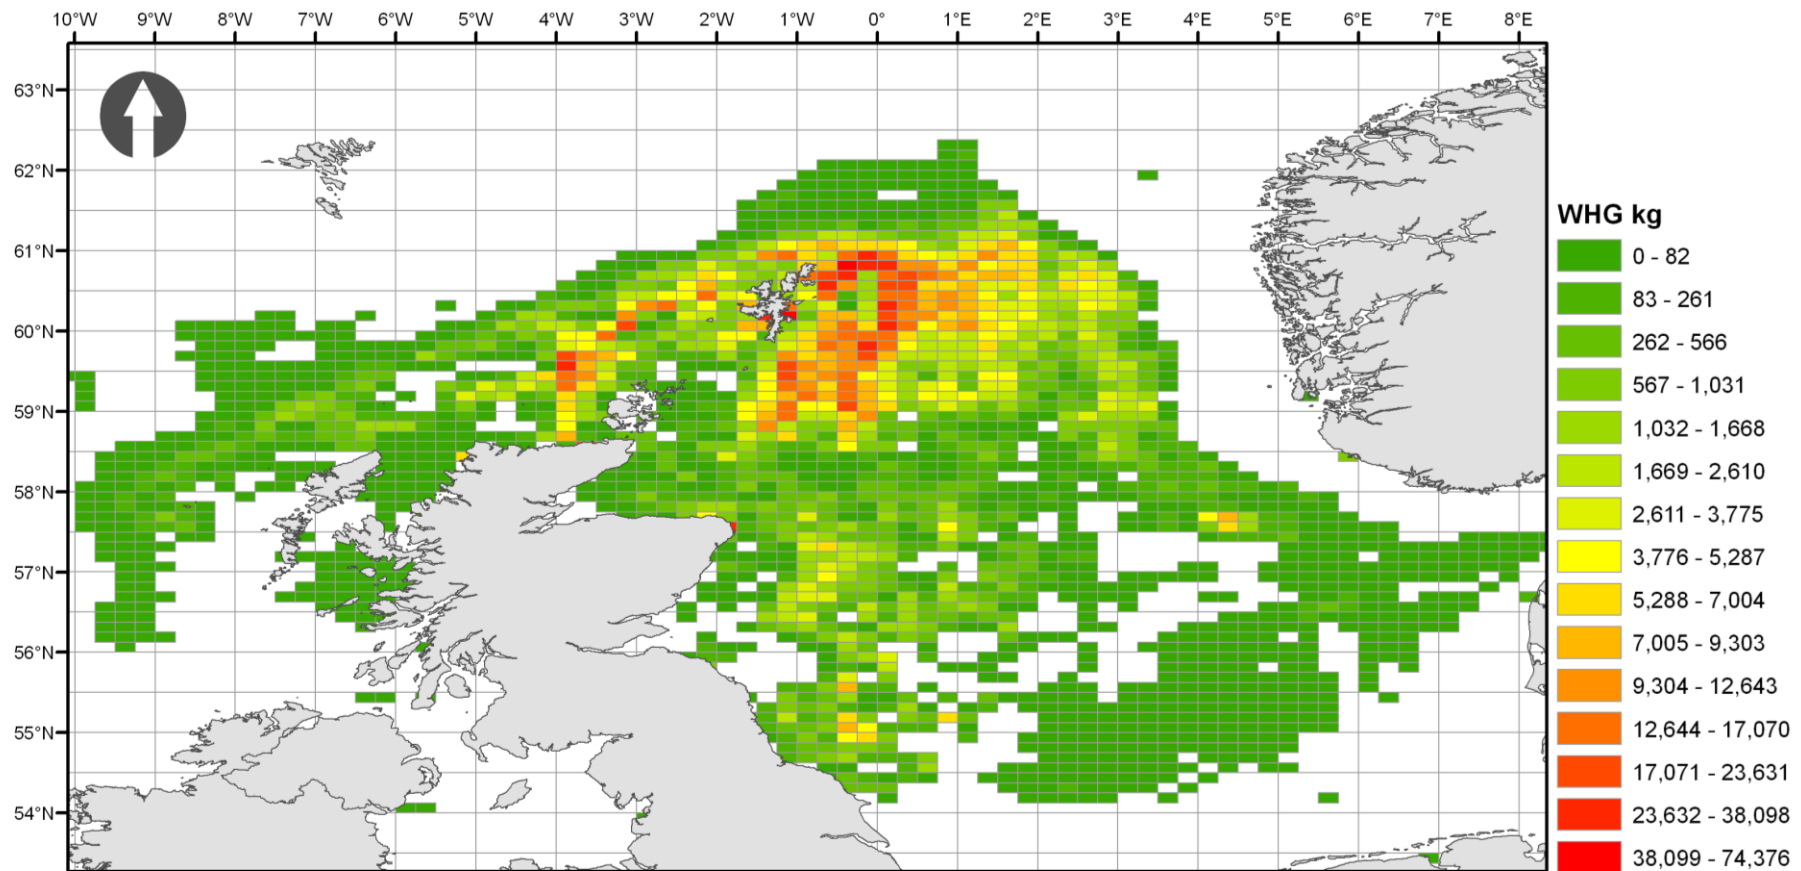 10°W 9°W 8°W 7°W 6°W 5°W 4°W 3°W 2°W 1°W 0° 1°E 2°E 3°E 4°E 5°E 6°E 7°E 8°E
63°N
62°N
61°N
60°N
59°N
58°N
57°N
56°N
55°N
54°N
WHG kg
0 - 82
83 - 261
262 - 566
567 - 1,031
1,032 - 1,668
1,669 - 2,610
2,611 - 3,775
3,776 - 5,287
5,288 - 7,004
7,005 - 9,303
9,304 - 12,643
12,644 - 17,070
17,071 - 23,631
23,632 - 38,098
38,099 - 74,376